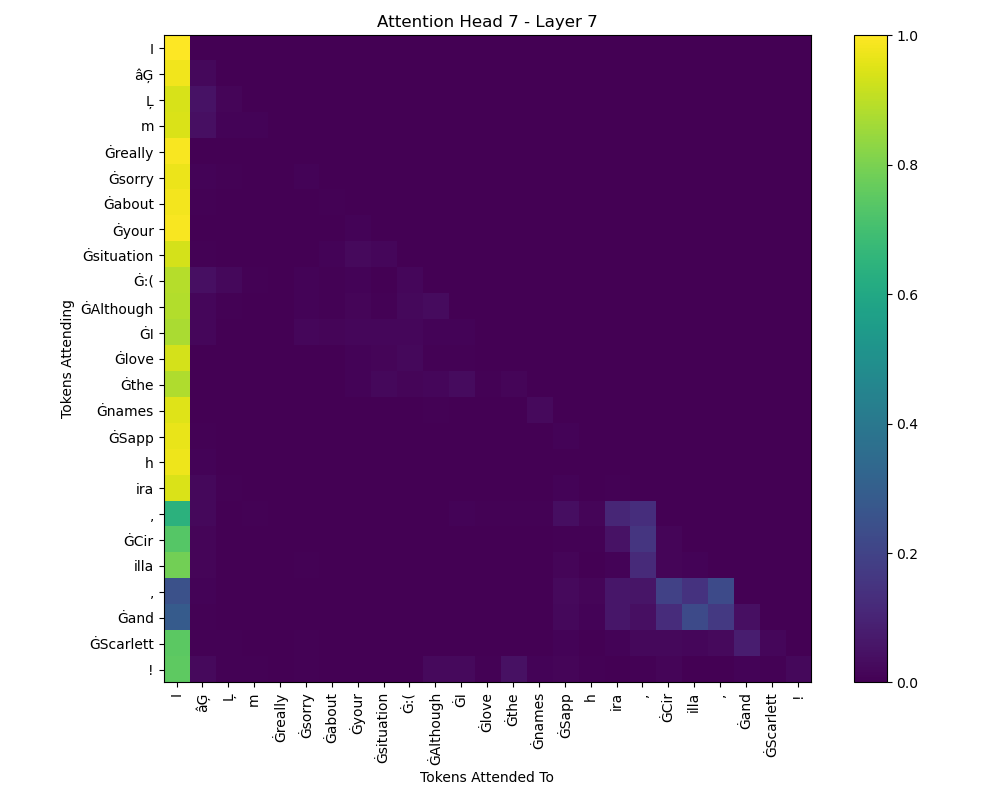 Attention Head 7 - Layer 7
Tokens Attending
I
âĢ
Ļ
m
Ġreally
Ġsorry
Ġabout
Ġyour
Ġsituation
Ġ:(
ĠAlthough
ĠI
Ġlove
Ġthe
Ġnames
ĠSapp
h
ira
,
ĠCir
illa
,
Ġand
ĠScarlett
!
I
âĢ
Ļ
m
Ġreally
Ġsorry
Ġabout
Ġyour
Ġsituation
Ġ:(
ĠAlthough
ĠI
Ġlove
Ġthe
Ġnames
ĠSapp
h
ira
,
ĠCir
illa
,
Ġand
ĠScarlett
!
Tokens Attended To
1.0
0.8
0.6
0.4
0.2
0.0